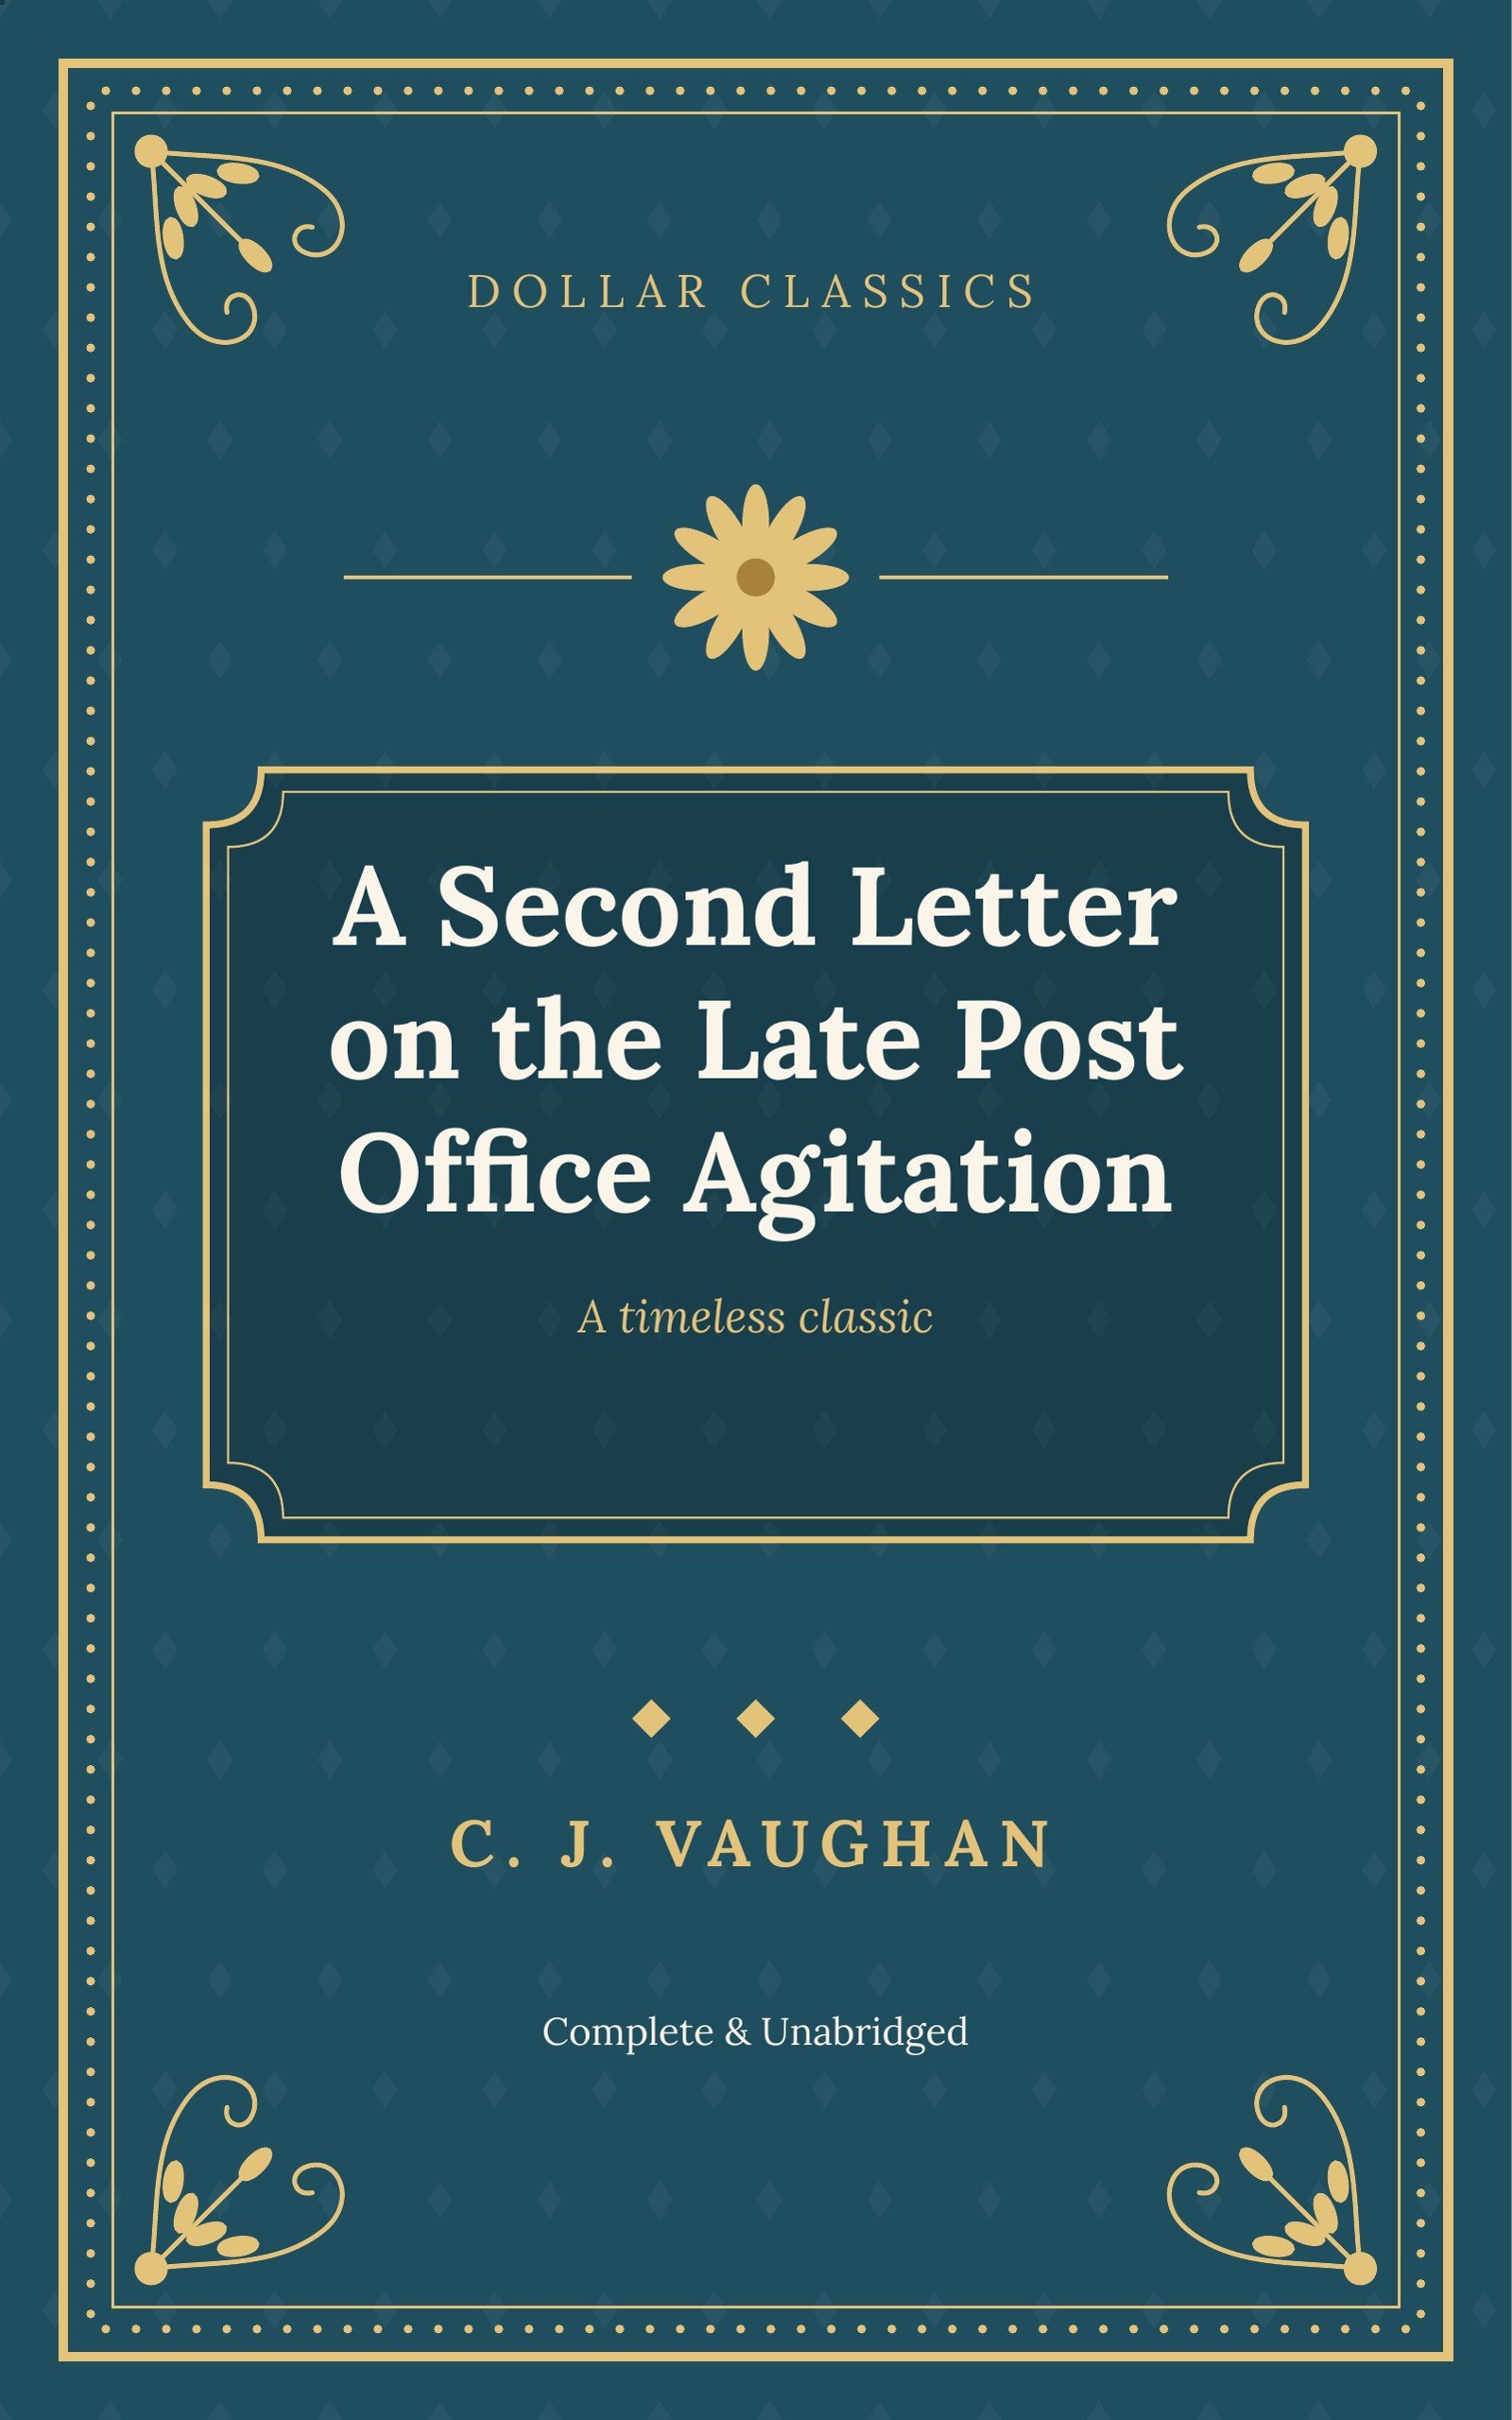 DOLLAR CLASSICS
A Second Letter
on the Late Post
Office Agitation
A timeless classic
C. J. VAUGHAN
Complete & Unabridged